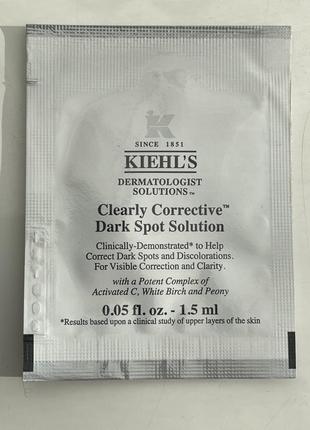 K
SINCE 1851
KIEHL'S
DERMATOLOGIST
SOLUTIONS™
Clearly Corrective™
Dark Spot Solution
Clinically-Demonstrated* to Help
Correct Dark Spots and Discolorations.
For Visible Correction and Clarity.
with a Potent Complex of
Activated C, White Birch and Peony
0.05 fl. oz. - 1.5 ml
*Results based upon a clinical study of upper layers of the skin